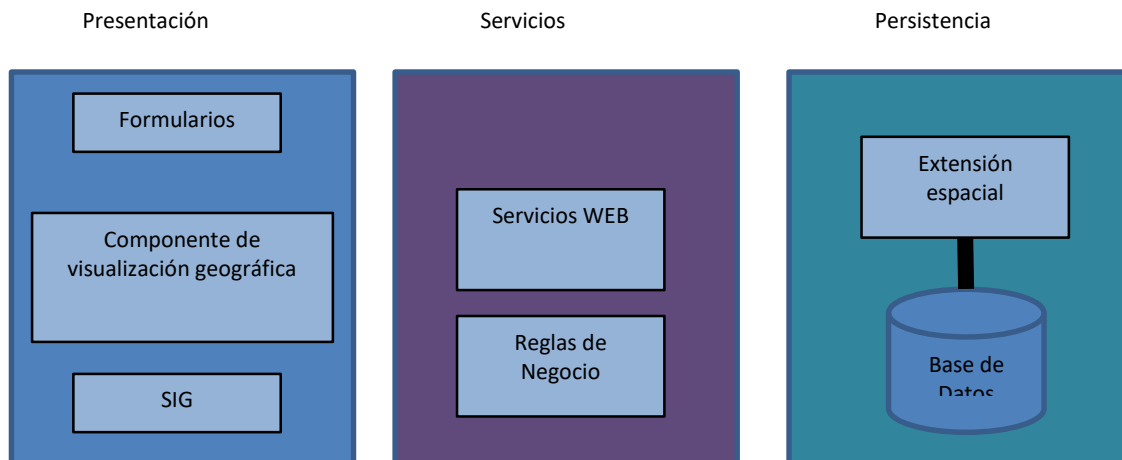 Presentación
Servicios
Persistencia
Formularios
Componente de
visualización geográfica
SIG
Servicios WEB
Reglas de
Negocio
Extensión
espacial
Base de
Datos